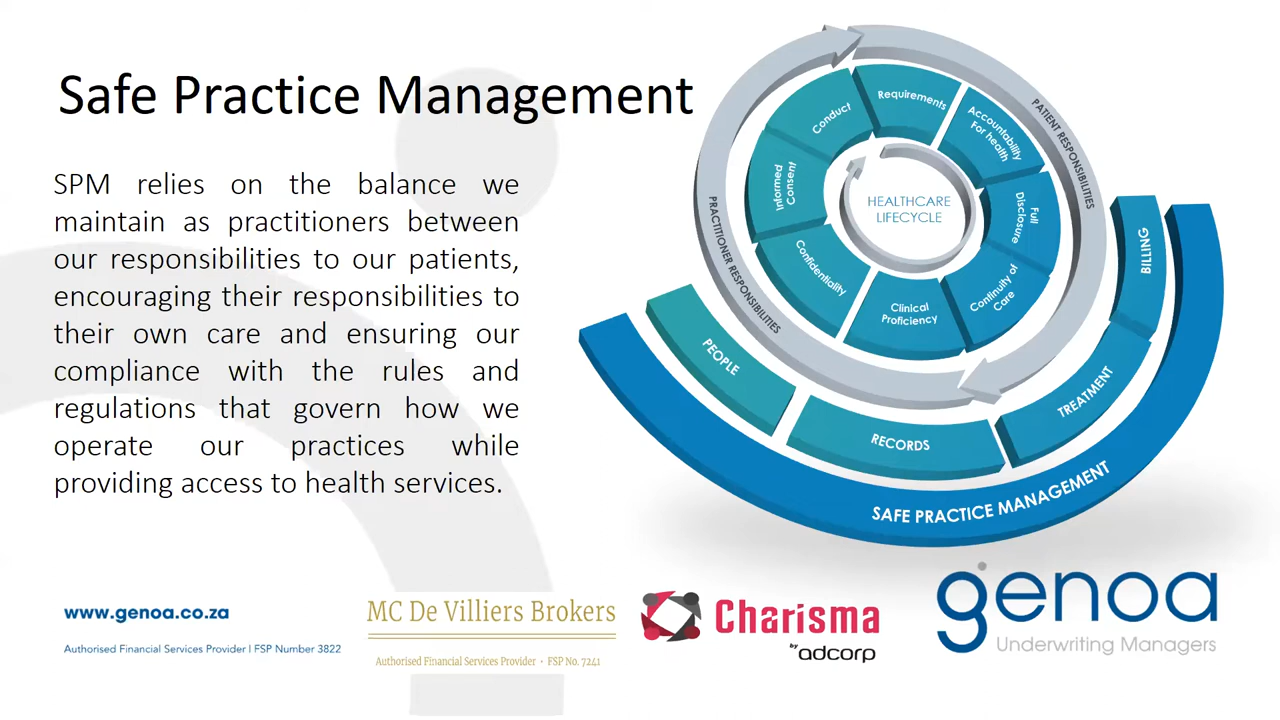 Safe Practice Management
SPM relies on the balance we
maintain as practitioners between
our responsibilities to our patients,
encouraging their responsibilities to
their own care and ensuring our
compliance with the rules and
regulations that govern how we
operate our practices while
providing access to health services.
HEALTHCARE
LIFECYCLE
Requirements
Accountability
For health
Full
Disclosure
Continuity of
Care
Clinical
Proficiency
Confidentiality
Informed
Consent
Conduct
PATIENT RESPONSIBILITIES
PRACTITIONER RESPONSIBILITIES
PEOPLE
RECORDS
TREATMENT
BILLING
SAFE PRACTICE MANAGEMENT
www.genoa.co.za
Authorised Financial Services Provider | FSP Number 3822
MC De Villiers Brokers
Authorised Financial Services Provider • FSP No. 7241
Charisma
by adcorp
genoa
Underwriting Managers